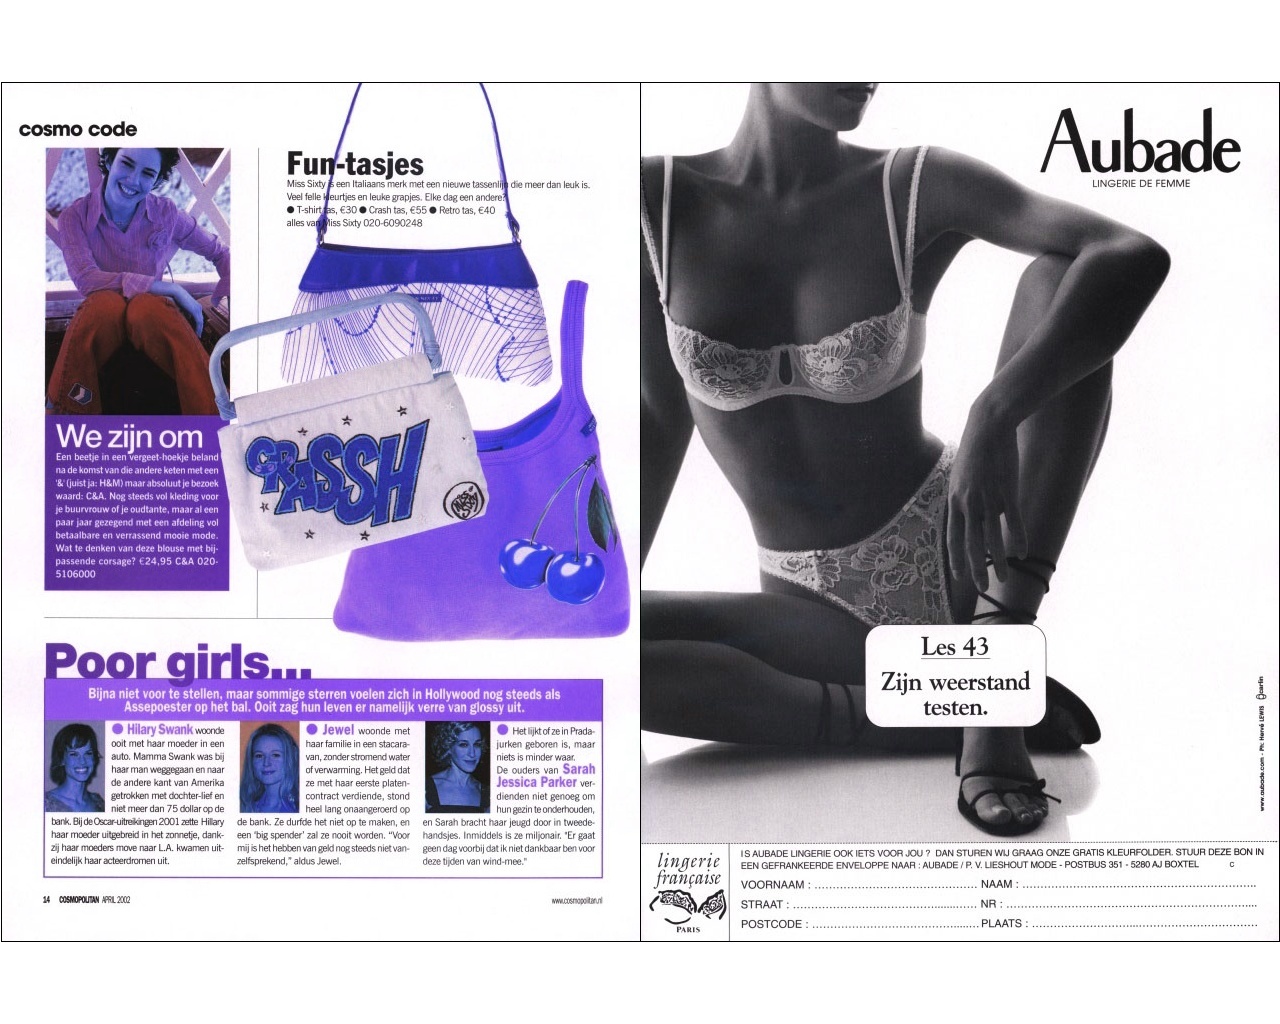 cosmo code
Fun-tasjes
Miss Sixty is een Italiaans merk met een nieuwe tassenlijn die meer dan leuk is.
Veel felle kleurtjes en leuke grapjes. Elke dag een andere?
● T-shirt tas, €30 ● Crash tas, €55 ● Retro tas, €40
alles van Miss Sixty 020-6090248
CRASSH
We zijn om
Een beetje in een vergeet-hoekje beland
na de komst van die andere keten met een
'&' (juist ja: H&M) maar absoluut je bezoek
waard: C&A. Nog steeds vol kleding voor
je buurvrouw of je oudtante, maar al een
paar jaar gezegend met een afdeling vol
betaalbare en verrassend mooie mode.
Wat te denken van deze blouse met bij-
passende corsage? €24,95 C&A 020-
5106000
Poor girls...
Bijna niet voor te stellen, maar sommige sterren voelen zich in Hollywood nog steeds als
Assepoester op het bal. Ooit zag hun leven er namelijk verre van glossy uit.
● Hilary Swank woonde
ooit met haar moeder in een
auto. Mamma Swank was bij
haar man weggegaan en naar
de andere kant van Amerika
getrokken met dochter-lief en
niet meer dan 75 dollar op de
bank. Bij de Oscar-uitreikingen 2001 zette Hillary
haar moeder uitgebreid in het zonnetje, dank-
zij haar moeders move naar L.A. kwamen uit-
eindelijk haar acteerdromen uit.
● Jewel woonde met
haar familie in een stacara-
van, zonder stromend water
of verwarming. Het geld dat
ze met haar eerste platen-
contract verdiende, stond
heel lang onaangeroerd op
de bank. Ze durfde het niet op te maken, en
een 'big spender' zal ze nooit worden. "Voor
mij is het hebben van geld nog steeds niet van-
zelfsprekend," aldus Jewel.
● Het lijkt of ze in Prada-
jurken geboren is, maar
niets is minder waar.
De ouders van Sarah
Jessica Parker ver-
dienden niet genoeg om
hun gezin te onderhouden,
en Sarah bracht haar jeugd door in tweede-
handsjes. Inmiddels is ze miljonair. "Er gaat
geen dag voorbij dat ik niet dankbaar ben voor
deze tijden van wind-mee."
14 COSMOPOLITAN APRIL 2002
www.cosmopolitan.nl
Aubade
LINGERIE DE FEMME
Les 43
Zijn weerstand
testen.
www.aubade.com - Ph: Hervé LEWIS carlin
lingerie
française
PARIS
IS AUBADE LINGERIE OOK IETS VOOR JOU ? DAN STUREN WIJ GRAAG ONZE GRATIS KLEURFOLDER. STUUR DEZE BON IN
EEN GEFRANKEERDE ENVELOPPE NAAR : AUBADE / P. V. LIESHOUT MODE - POSTBUS 351 - 5280 AJ BOXTEL C
VOORNAAM : ........................ NAAM : ........................
STRAAT : ........................ NR : ........................
POSTCODE : ........................ PLAATS : ........................